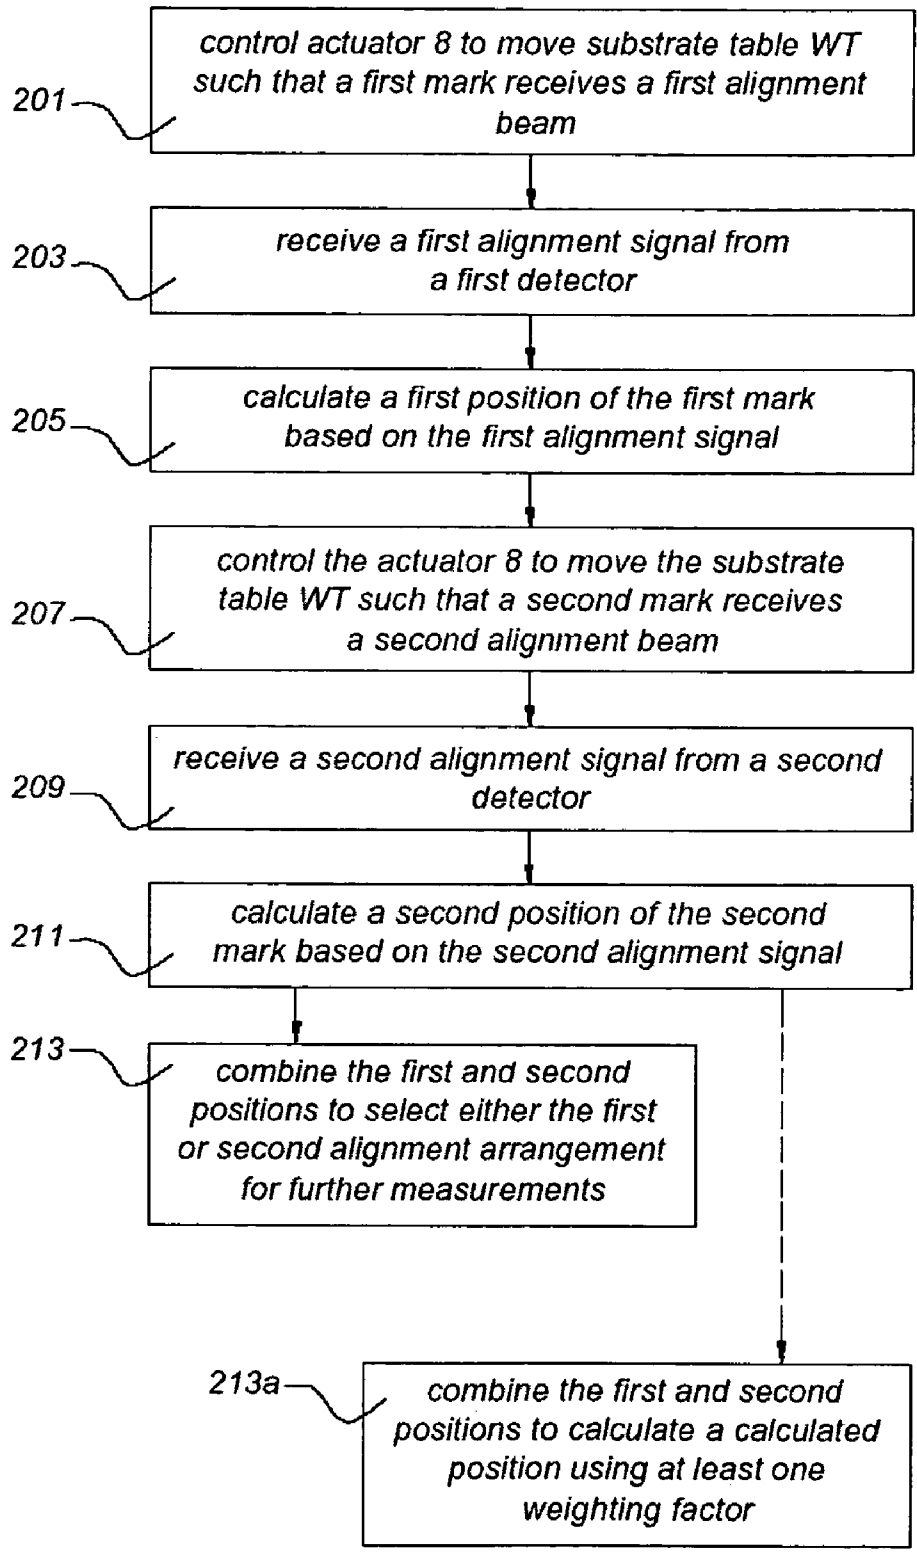 control actuator 8 to move substrate table WT
such that a first mark receives a first alignment
beam
201
receive a first alignment signal from
a first detector
203
calculate a first position of the first mark
based on the first alignment signal
205
control the actuator 8 to move the substrate
table WT such that a second mark receives
a second alignment beam
207
receive a second alignment signal from a second
detector
209
calculate a second position of the second
mark based on the second alignment signal
211
213
combine the first and second
positions to select either the first
or second alignment arrangement
for further measurements
213a
combine the first and second
positions to calculate a calculated
position using at least one
weighting factor